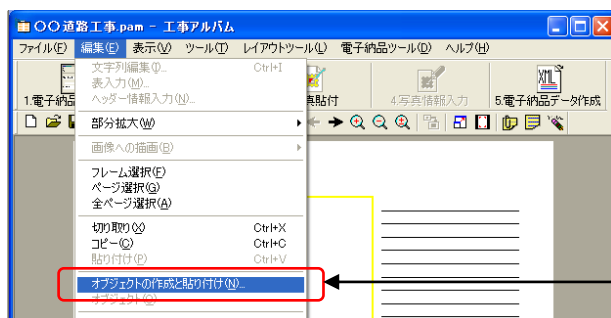 〇〇道路工事.pam - 工事アルバム
ファイル(F) 編集(E) 表示(V) ツール(T) レイアウトツール(L) 電子納品ツール(D) ヘルプ(H)
文字列編集(I)... Ctrl+I
表入力(M)...
ヘッダー情報入力(N)...
1.電子納品
真貼付
4.写真情報入力
XML
5.電子納品データ作成
部分拡大(W)
画像への描画(B)
フレーム選択(F)
ページ選択(G)
全ページ選択(A)
切り取り(X) Ctrl+X
コピー(C) Ctrl+C
貼り付け(P) Ctrl+V
オブジェクトの作成と貼り付け(N)...
オブジェクト(O)